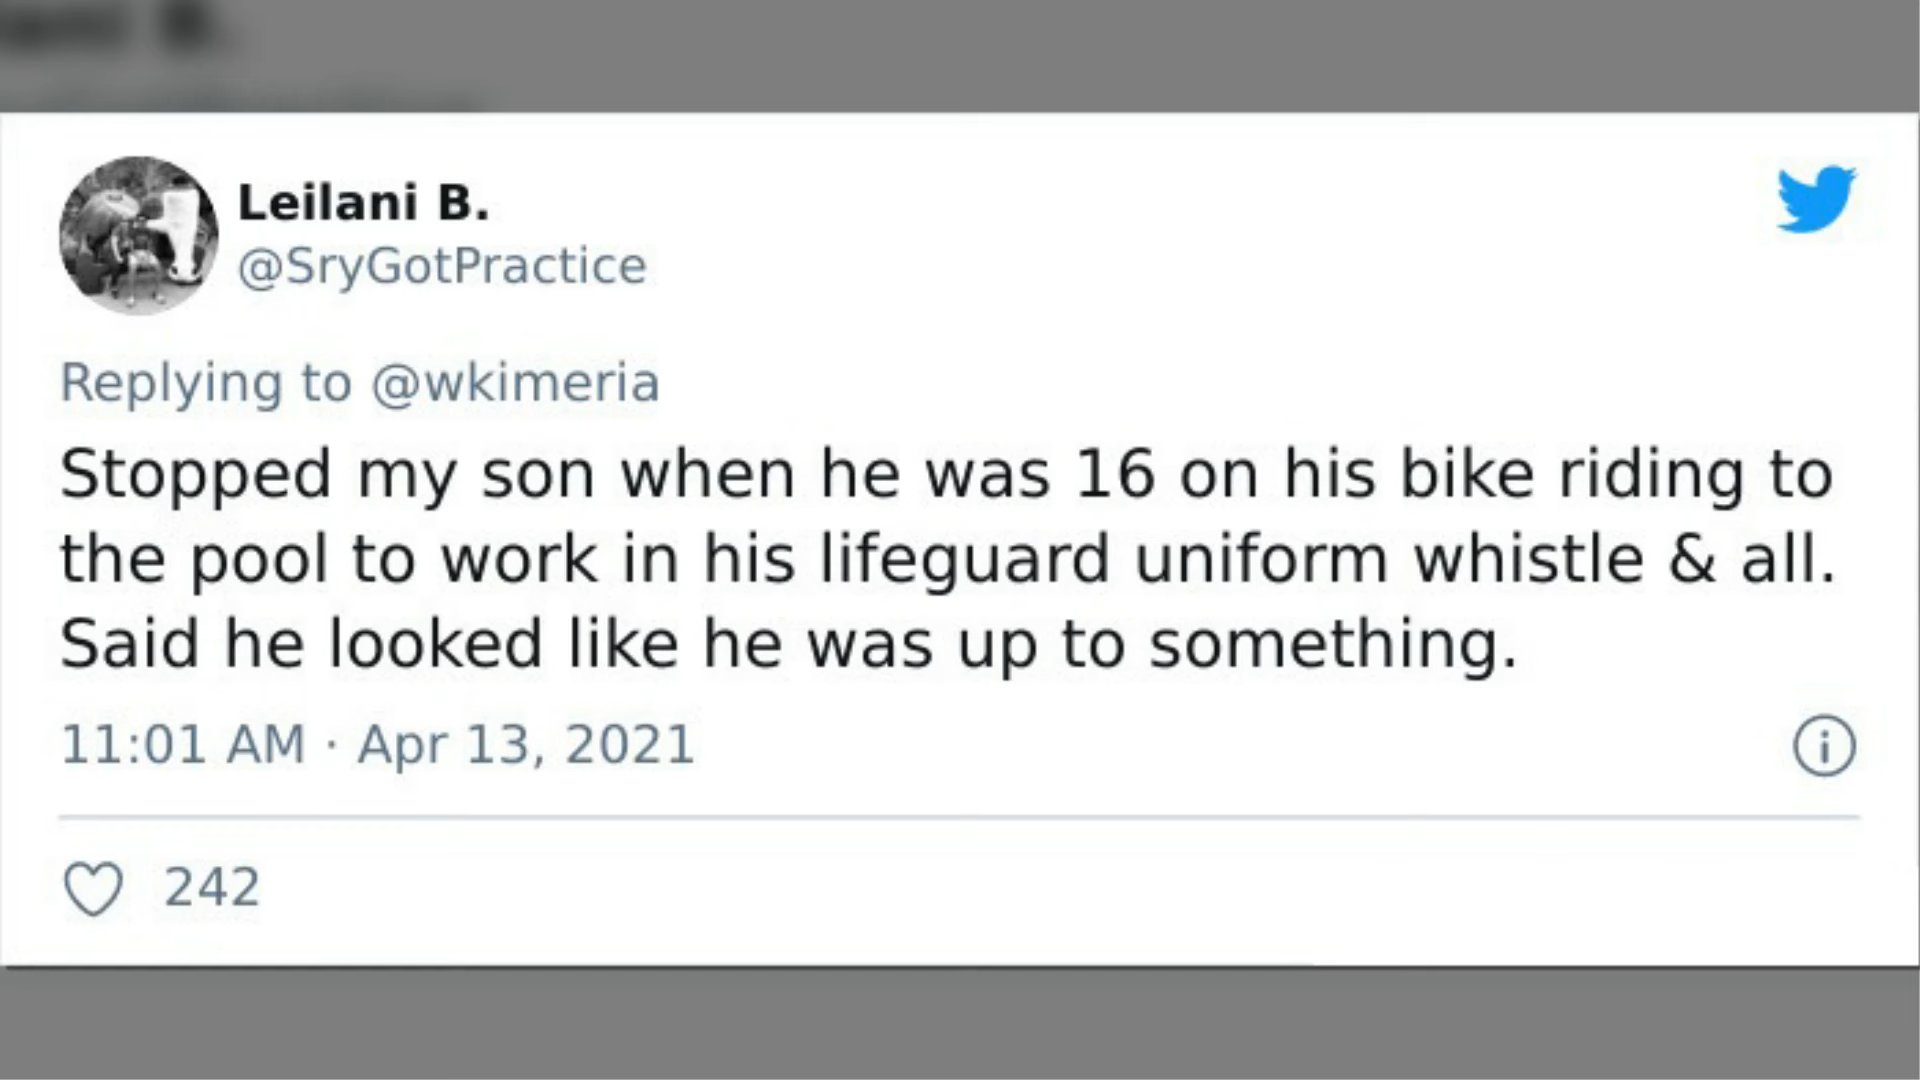 Leilani B.
@SryGotPractice
Replying to @wkimeria
Stopped my son when he was 16 on his bike riding to
the pool to work in his lifeguard uniform whistle & all.
Said he looked like he was up to something.
11:01 AM · Apr 13, 2021
242